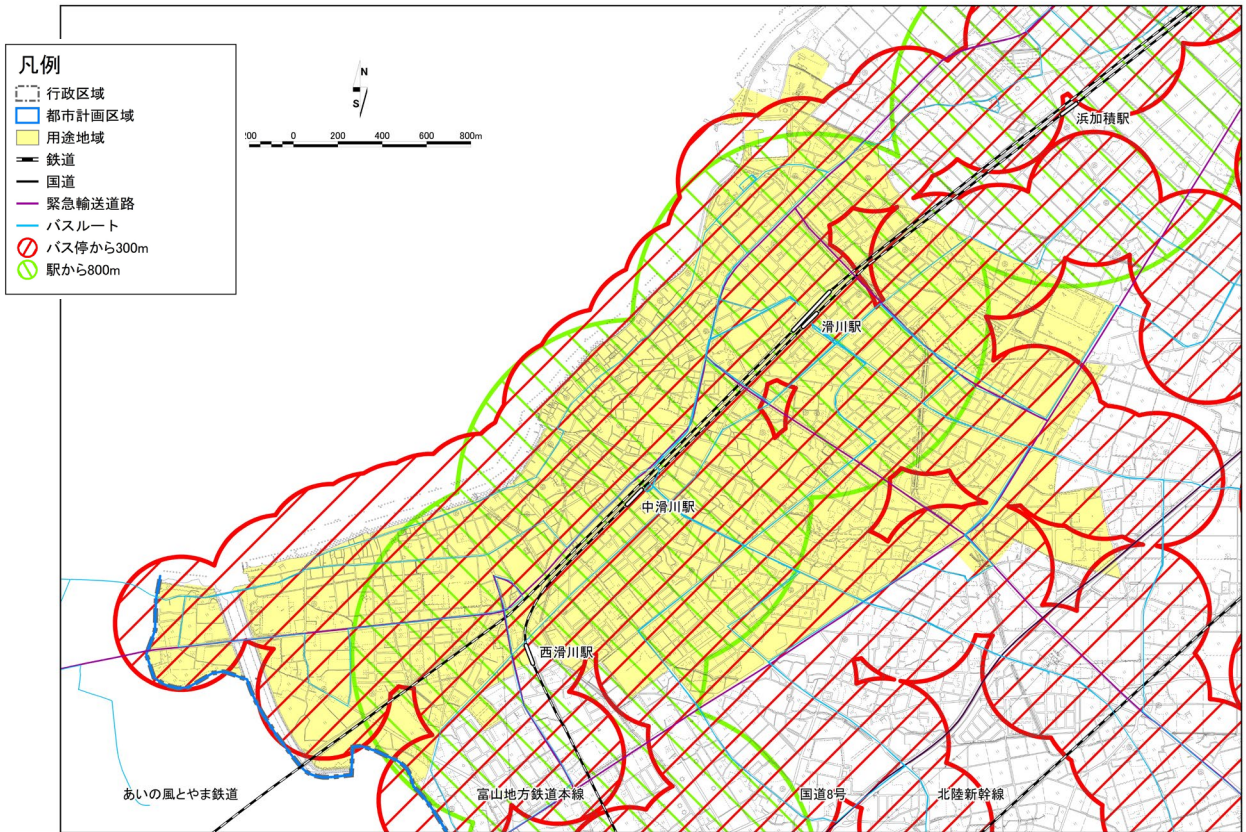 凡例
行政区域
都市計画区域
用途地域
鉄道
国道
緊急輸送道路
バスルート
バス停から300m
駅から800m
N
S
200 0 200 400 600 800m
浜加積駅
滑川駅
中滑川駅
西滑川駅
あいの風とやま鉄道
富山地方鉄道本線
国道8号
北陸新幹線